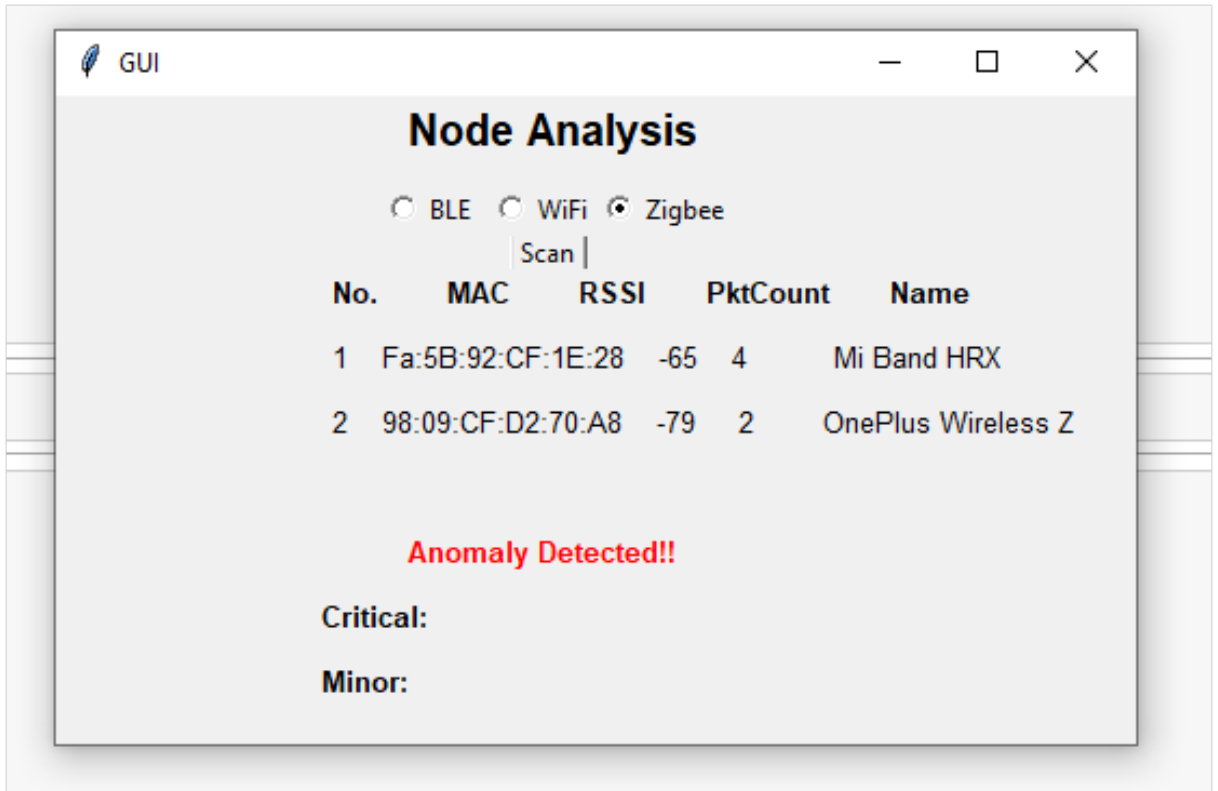 GUI
Node Analysis
BLE WiFi Zigbee
Scan
No. MAC RSSI PktCount Name
1 Fa:5B:92:CF:1E:28 -65 4 Mi Band HRX
2 98:09:CF:D2:70:A8 -79 2 OnePlus Wireless Z
Anomaly Detected!!
Critical:
Minor: